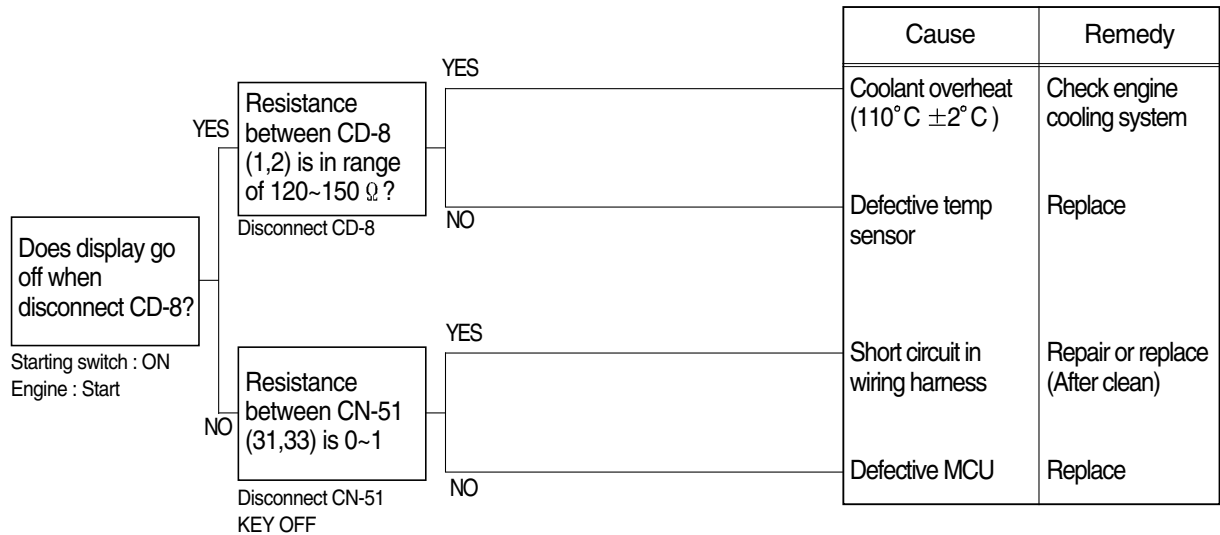 Does display go
off when
disconnect CD-8?
Starting switch : ON
Engine : Start
YES
Resistance
between CD-8
(1,2) is in range
of 120~150 Ω ?
Disconnect CD-8
YES
NO
NO
Resistance
between CN-51
(31,33) is 0~1
Disconnect CN-51
KEY OFF
YES
NO
Cause Remedy
Coolant overheat Check engine
(110°C ±2°C) cooling system
Defective temp Replace
sensor
Short circuit in Repair or replace
wiring harness (After clean)
Defective MCU Replace